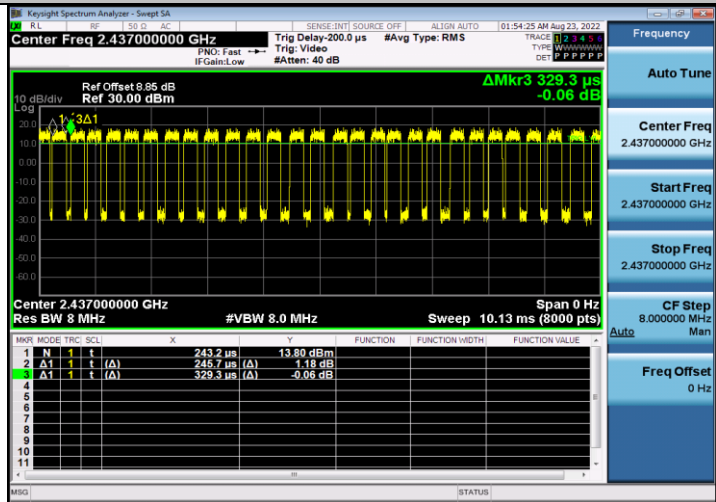 Keysight Spectrum Analyzer - Swept SA
RL RF 50 Ω AC SENSE:INT SOURCE OFF ALIGN AUTO 01:54:25 AM Aug 23, 2022
Center Freq 2.437000000 GHz
PNO: Fast
IFGain:Low
Trig Delay-200.0 µs
Trig: Video
#Atten: 40 dB
#Avg Type: RMS
TRACE 1 2 3 4 5 6
TYPE WWWWWW
DET P P P P P P
ΔMkr3 329.3 µs
-0.06 dB
Ref Offset 8.85 dB
10 dB/div Ref 30.00 dBm
Log
1 3Δ1
20.0
10.0
0.00
-10.0
-20.0
-30.0
-40.0
-50.0
-60.0
Center 2.437000000 GHz Span 0 Hz
Res BW 8 MHz #VBW 8.0 MHz Sweep 10.13 ms (8000 pts)
MKR MODE TRC SCL X Y FUNCTION FUNCTION WIDTH FUNCTION VALUE
1 N 1 t 243.2 µs 13.80 dBm
2 Δ1 1 t (Δ) 245.7 µs (Δ) 1.18 dB
3 Δ1 1 t (Δ) 329.3 µs (Δ) -0.06 dB
4
5
6
7
8
9
10
11
MSG STATUS
Frequency
Auto Tune
Center Freq
2.437000000 GHz
Start Freq
2.437000000 GHz
Stop Freq
2.437000000 GHz
CF Step
8.000000 MHz
Auto Man
Freq Offset
0 Hz